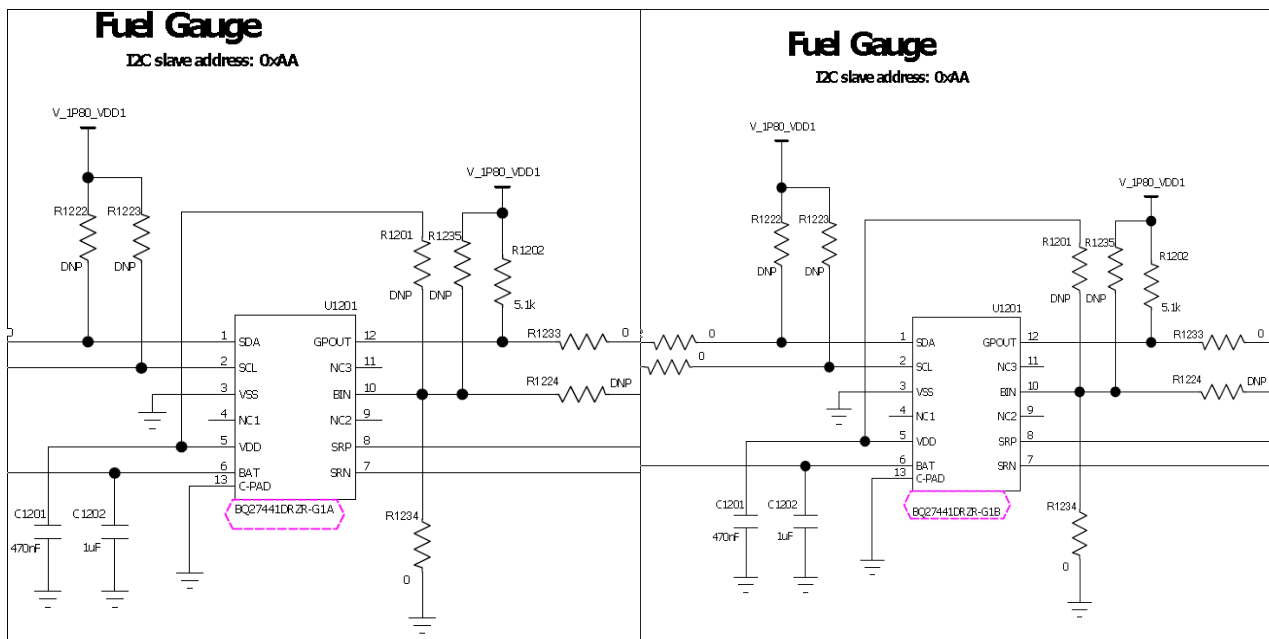 Fuel Gauge
I2C slave address: 0xAA
V_1P80_VDD1
V_1P80_VDD1
R1222
R1223
R1201
R1235
R1202
DNP
DNP
DNP
DNP
5.1k
U1201
R1233
0
1
SDA
GPOUT
12
2
SCL
NC3
11
3
VSS
BIN
10
R1224
DNP
4
NC1
NC2
9
5
VDD
SRP
8
6
BAT
SRN
7
13
C-PAD
BQ27441DRZR-G1A
C1201
C1202
470nF
1uF
R1234
0
Fuel Gauge
I2C slave address: 0xAA
V_1P80_VDD1
V_1P80_VDD1
R1222
R1223
R1201
R1235
R1202
DNP
DNP
DNP
DNP
5.1k
U1201
R1233
0
0
0
1
SDA
GPOUT
12
2
SCL
NC3
11
3
VSS
BIN
10
R1224
DNP
4
NC1
NC2
9
5
VDD
SRP
8
6
BAT
SRN
7
13
C-PAD
BQ27441DRZR-G1B
C1201
C1202
470nF
1uF
R1234
0